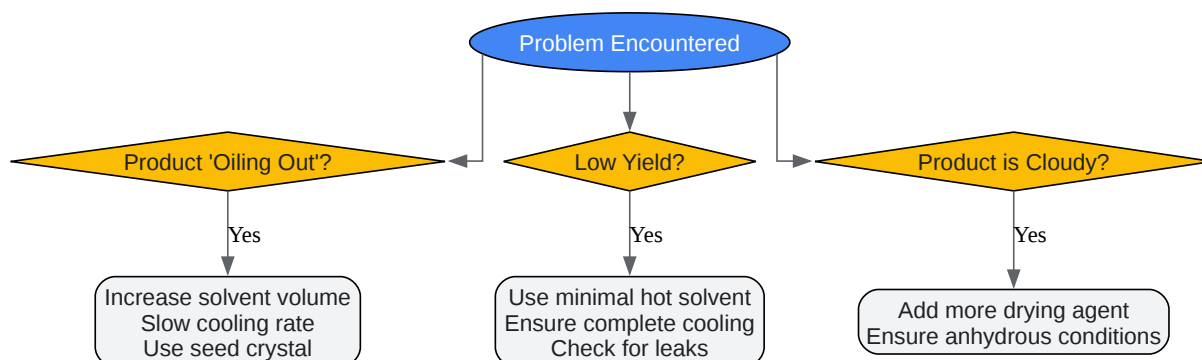 Problem Encountered
Product 'Oiling Out'?
Low Yield?
Product is Cloudy?
Yes
Yes
Yes
Increase solvent volume
Slow cooling rate
Use seed crystal
Use minimal hot solvent
Ensure complete cooling
Check for leaks
Add more drying agent
Ensure anhydrous conditions